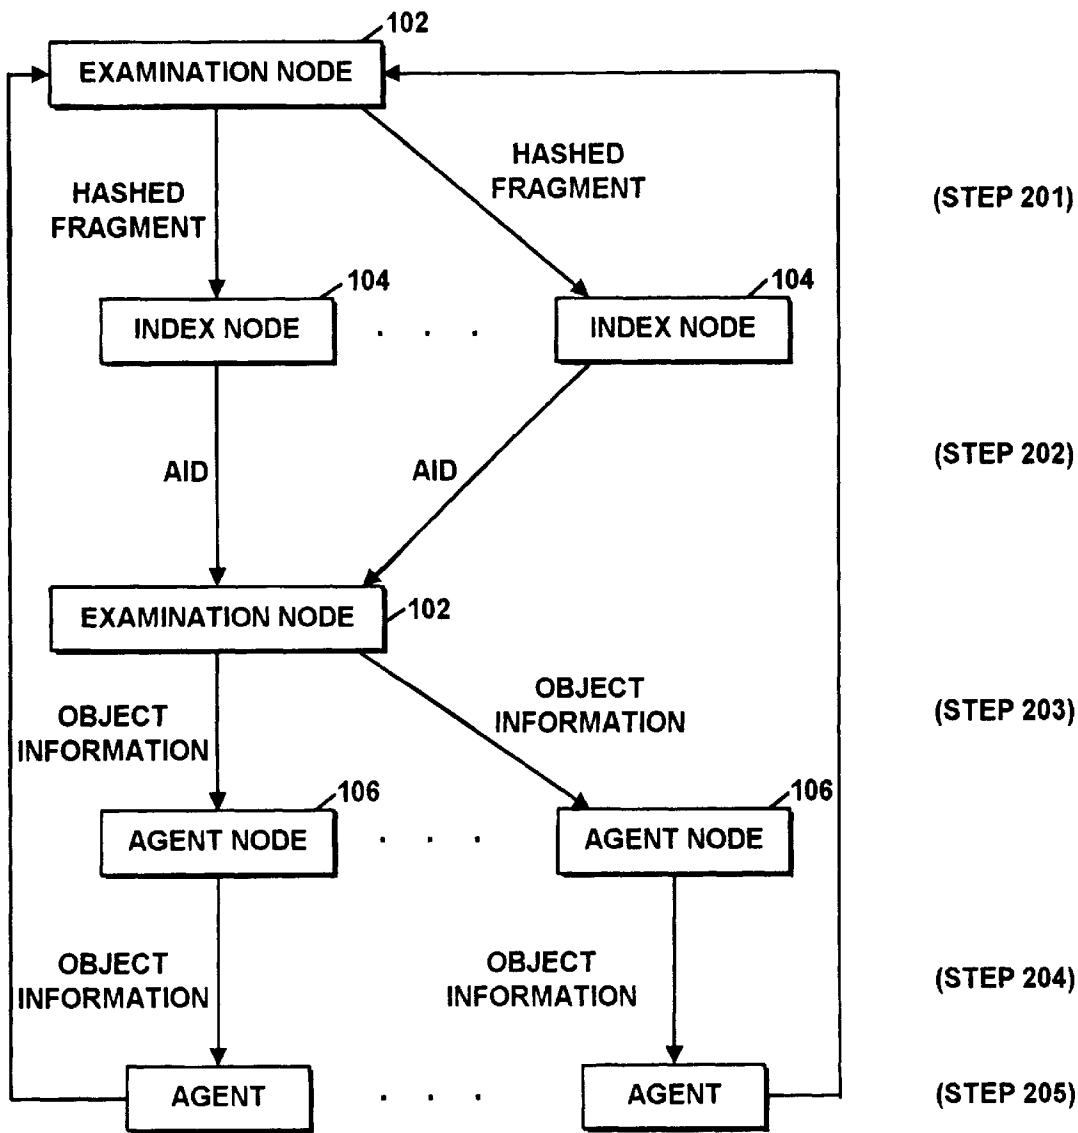 102
EXAMINATION NODE
HASHED
FRAGMENT
HASHED
FRAGMENT
(STEP 201)
104
INDEX NODE
. . .
104
INDEX NODE
AID
AID
(STEP 202)
EXAMINATION NODE
102
OBJECT
INFORMATION
OBJECT
INFORMATION
(STEP 203)
106
AGENT NODE
. . .
106
AGENT NODE
OBJECT
INFORMATION
OBJECT
INFORMATION
(STEP 204)
AGENT
. . .
AGENT
(STEP 205)